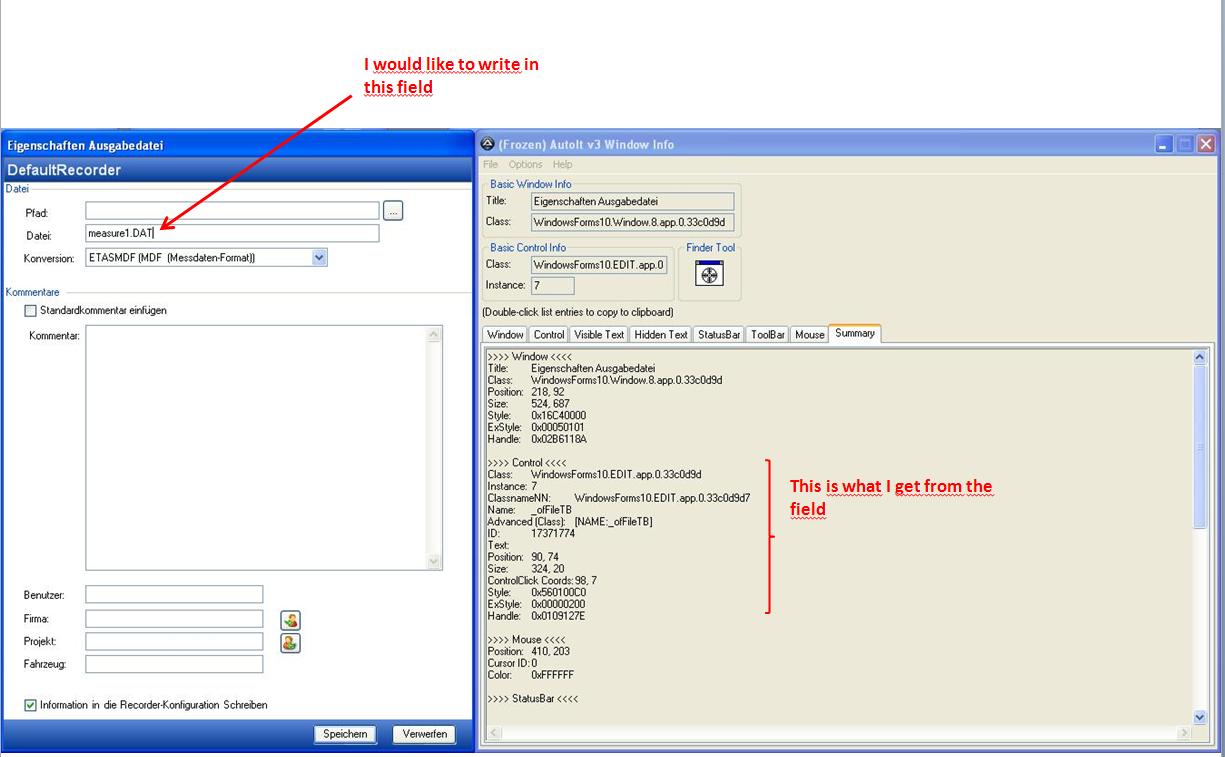 I would like to write in
this field
Eigenschaften Ausgabedatei
DefaultRecorder
Datei
Pfad:
...
Datei: measure1.DAT
Konversion: ETASMDF (MDF (Messdaten-Format))
Kommentare
Standardkommentar einfügen
Kommentar:
Benutzer:
Firma:
Projekt:
Fahrzeug:
Information in die Recorder-Konfiguration Schreiben
Speichern Verwerfen
(Frozen) AutoIt v3 Window Info
File Options Help
Basic Window Info
Title: Eigenschaften Ausgabedatei
Class: WindowsForms10.Window.8.app.0.33c0d9d
Basic Control Info
Class: WindowsForms10.EDIT.app.0
Instance: 7
Finder Tool
(Double-click list entries to copy to clipboard)
Window Control Visible Text Hidden Text StatusBar ToolBar Mouse Summary
>>>> Window <<<<
Title: Eigenschaften Ausgabedatei
Class: WindowsForms10.Window.8.app.0.33c0d9d
Position: 218, 92
Size: 524, 687
Style: 0x16C40000
ExStyle: 0x00050101
Handle: 0x02B6118A
>>>> Control <<<<
Class: WindowsForms10.EDIT.app.0.33c0d9d
Instance: 7
ClassnameNN: WindowsForms10.EDIT.app.0.33c0d9d7
Name: _ofFileTB
Advanced (Class): [NAME:_ofFileTB]
ID: 17371774
Text:
Position: 90, 74
Size: 324, 20
ControlClick Coords: 98, 7
Style: 0x560100C0
ExStyle: 0x00000200
Handle: 0x0109127E
>>>> Mouse <<<<
Position: 410, 203
Cursor ID: 0
Color: 0xFFFFFF
>>>> StatusBar <<<<
This is what I get from the
field